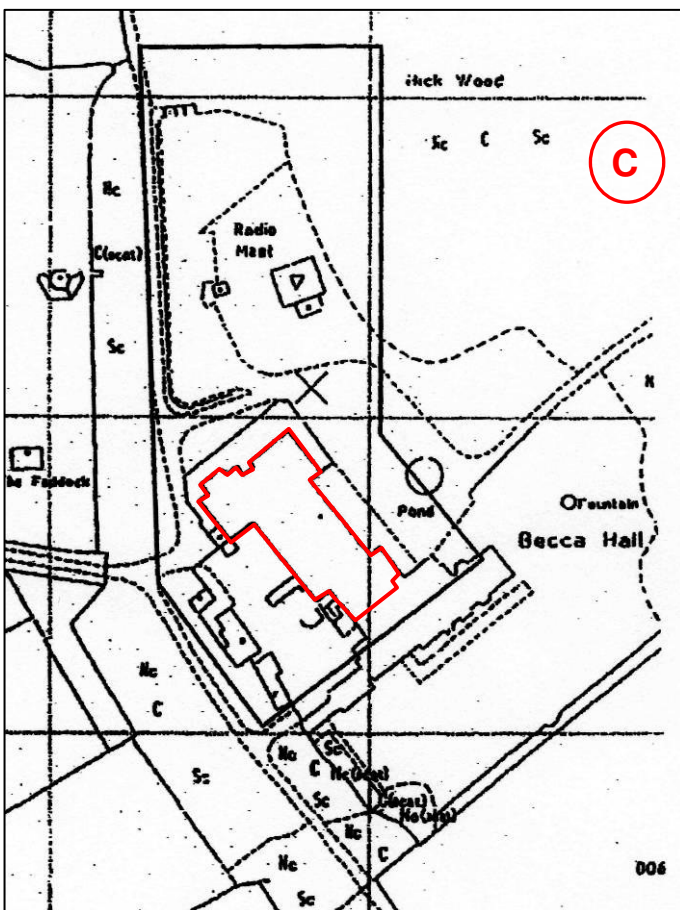 Wood
Sc C Sc
C
Nc
Radio
Mast
C(scat)
Sc
Paddock
Pond
Fountain
Becca Hall
Nc
C
Sc
Nc
C
Sc
Nc(scat)
Sc
C(scat)
Nc(scat)
Nc
C
Nc
Sc
006